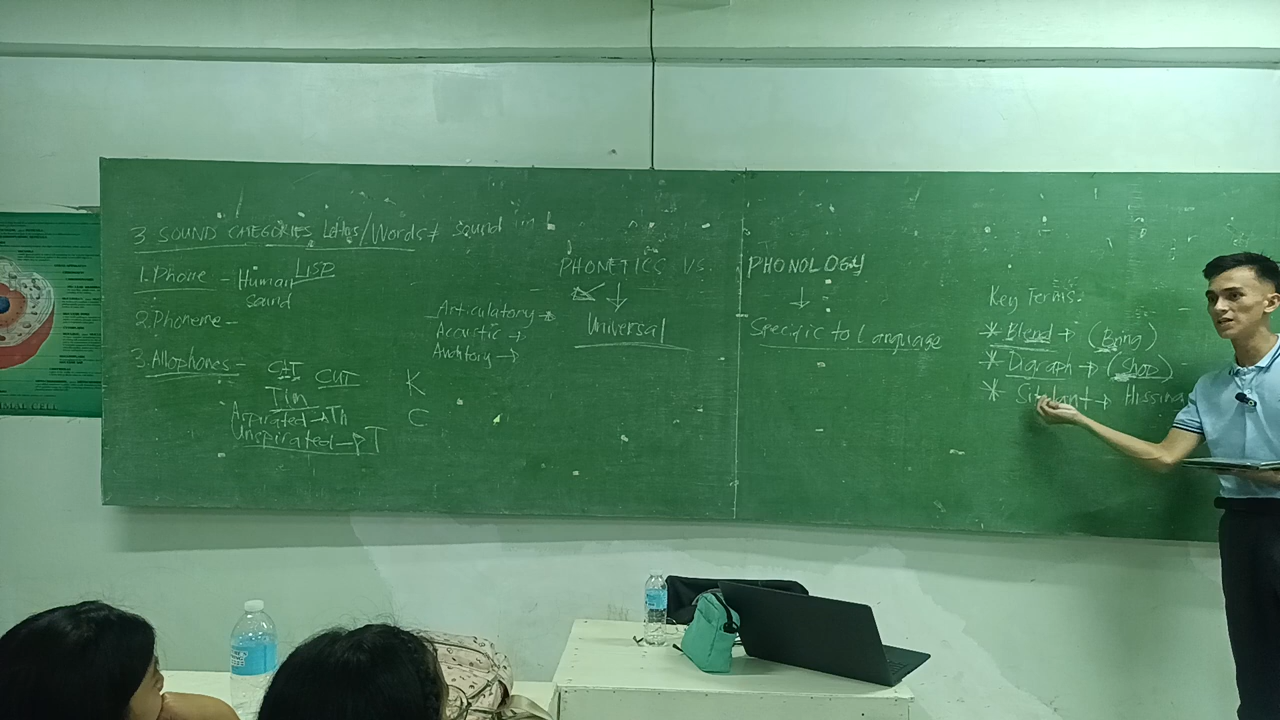 3 SOUND CATEGORIES Letters/Words + Sound in
1. Phone - Human LISP
sound
2. Phoneme -
3. Allophones -
CAT CUT K
Tin
Aspirated → Th C
Unspirated → T
PHONETICS VS. PHONOLOGY
Articulatory →
Acoustic →
Auditory →
Universal
Specific to Language
Key Terms:
* Blend → (Bring)
* Digraph → (Shop)
* Sibilant → Hissing